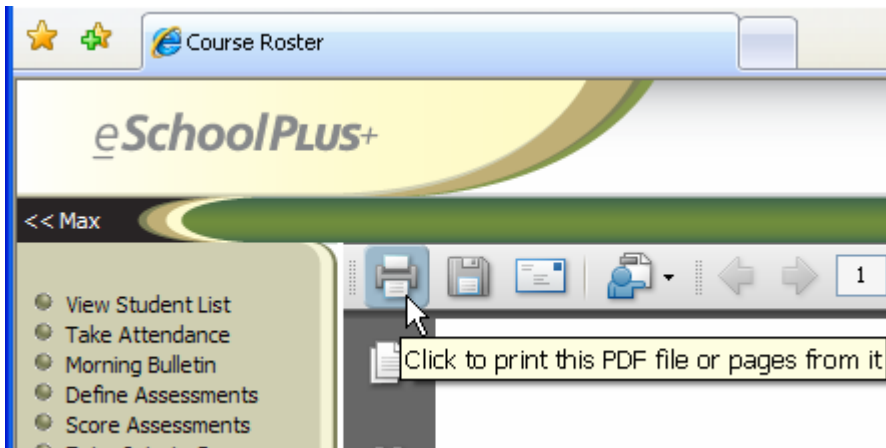 Course Roster
eSchoolPLUS+
<< Max
1
View Student List
Take Attendance
Morning Bulletin
Define Assessments
Score Assessments
Click to print this PDF file or pages from it